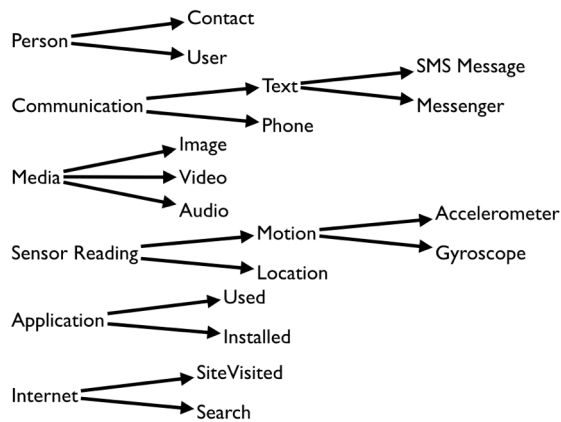 Person
Contact
User
Communication
Text
SMS Message
Messenger
Phone
Media
Image
Video
Audio
Sensor Reading
Motion
Accelerometer
Gyroscope
Location
Application
Used
Installed
Internet
SiteVisited
Search